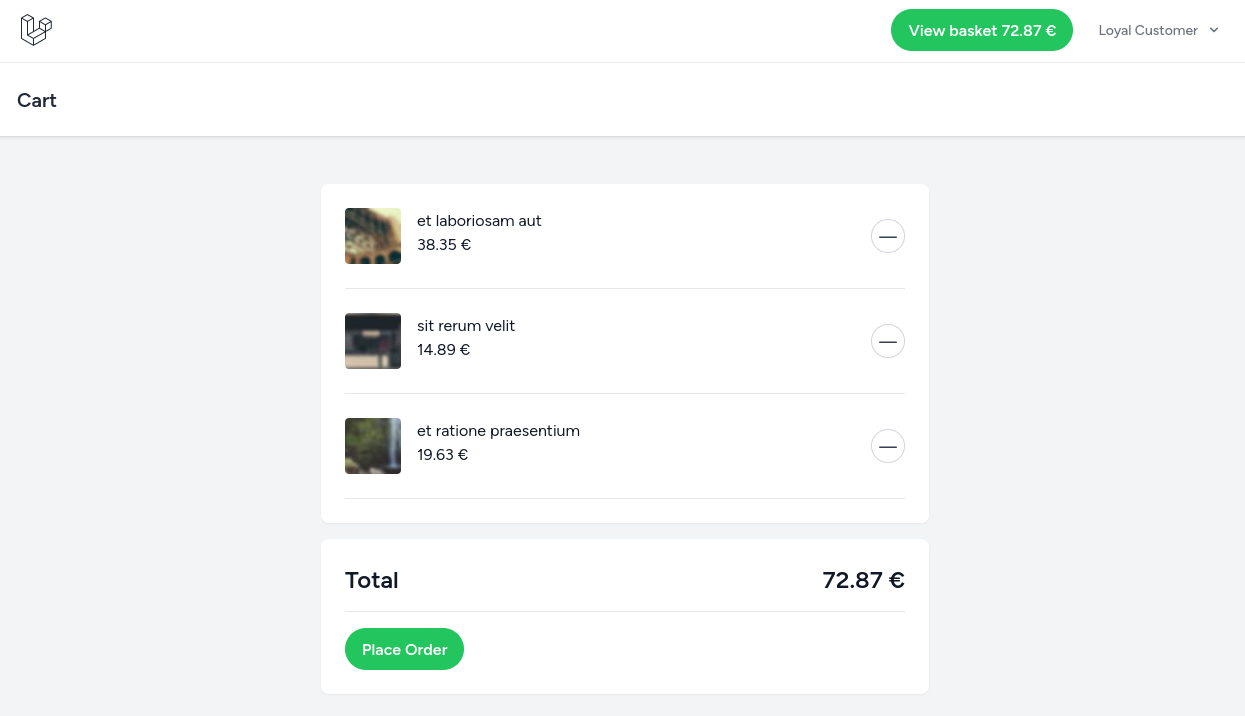 View basket 72.87 €
Loyal Customer
Cart
et laboriosam aut
38.35 €
sit rerum velit
14.89 €
et ratione praesentium
19.63 €
Total
72.87 €
Place Order